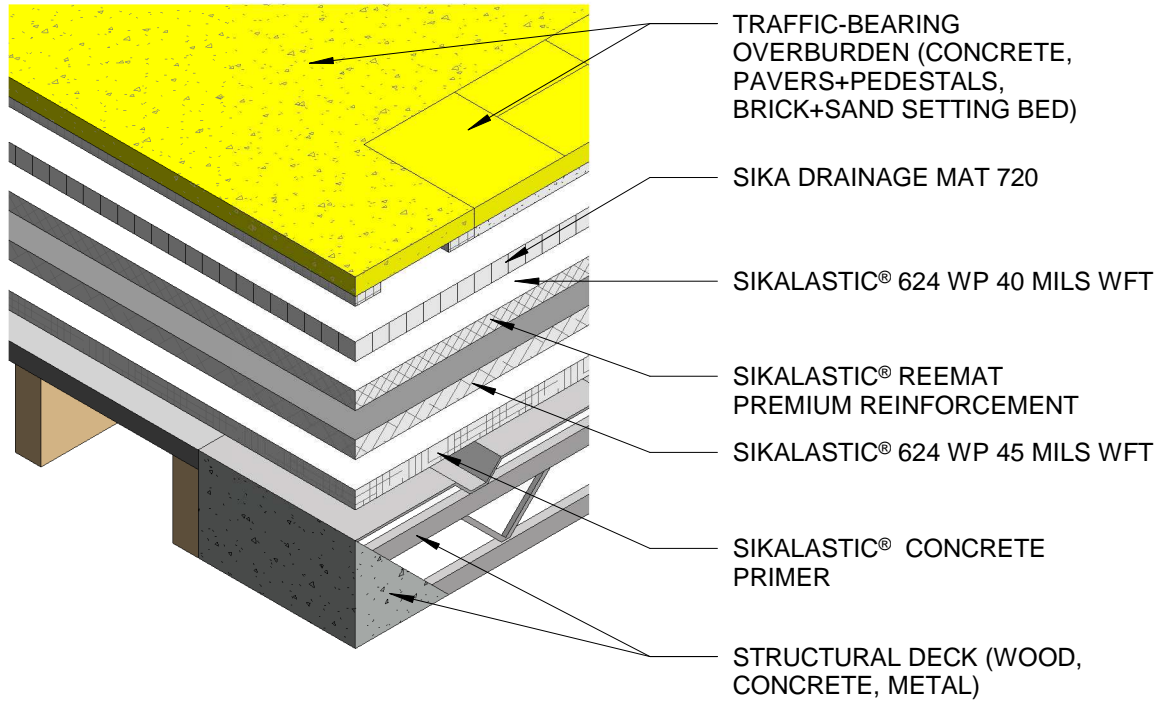 TRAFFIC-BEARING
OVERBURDEN (CONCRETE,
PAVERS+PEDESTALS,
BRICK+SAND SETTING BED)
SIKA DRAINAGE MAT 720
SIKALASTIC® 624 WP 40 MILS WFT
SIKALASTIC® REEMAT
PREMIUM REINFORCEMENT
SIKALASTIC® 624 WP 45 MILS WFT
SIKALASTIC® CONCRETE
PRIMER
STRUCTURAL DECK (WOOD,
CONCRETE, METAL)